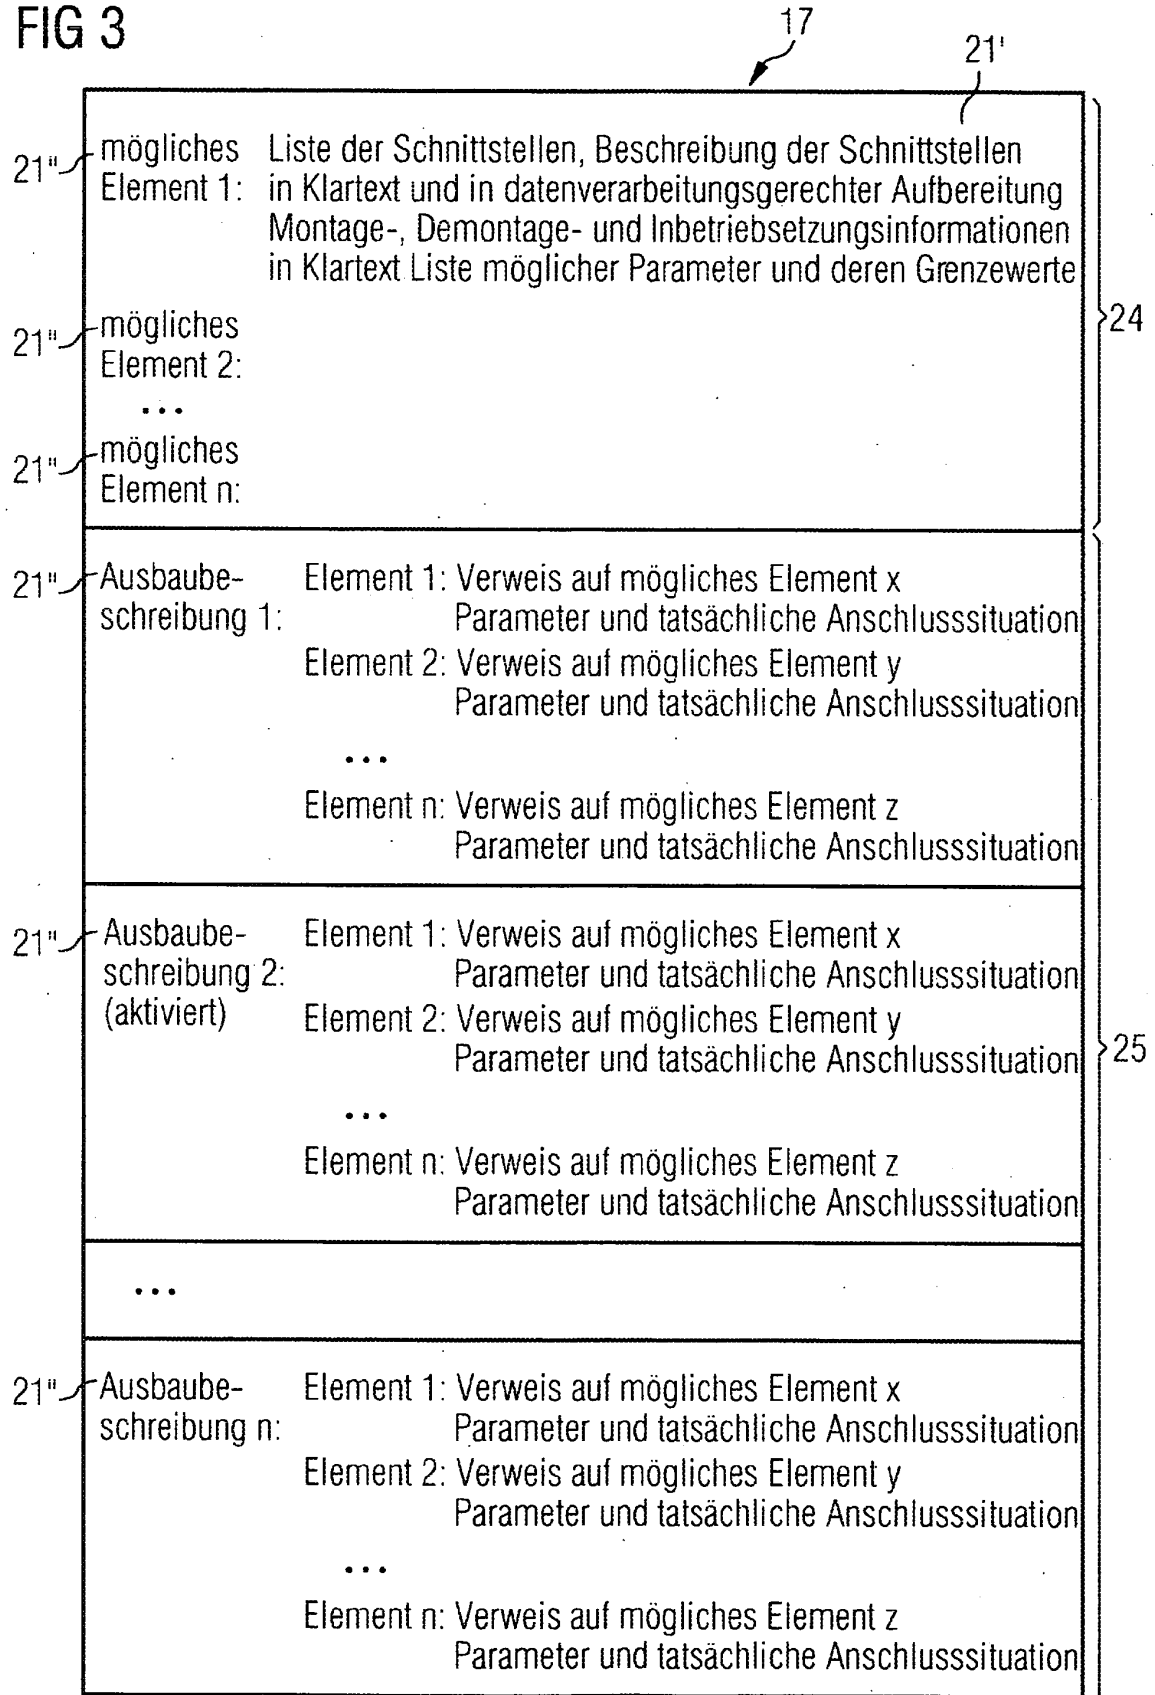 FIG 3
17
21'
21" mögliches Liste der Schnittstellen, Beschreibung der Schnittstellen
Element 1: in Klartext und in datenverarbeitungsgerechter Aufbereitung
Montage-, Demontage- und Inbetriebsetzungsinformationen
in Klartext Liste möglicher Parameter und deren Grenzewerte
24
21" mögliches
Element 2:
...
21" mögliches
Element n:
21" Ausbaube- Element 1: Verweis auf mögliches Element x
schreibung 1: Parameter und tatsächliche Anschlusssituation
Element 2: Verweis auf mögliches Element y
Parameter und tatsächliche Anschlusssituation
...
Element n: Verweis auf mögliches Element z
Parameter und tatsächliche Anschlusssituation
21" Ausbaube- Element 1: Verweis auf mögliches Element x
schreibung 2: Parameter und tatsächliche Anschlusssituation
(aktiviert) Element 2: Verweis auf mögliches Element y
Parameter und tatsächliche Anschlusssituation
25
...
Element n: Verweis auf mögliches Element z
Parameter und tatsächliche Anschlusssituation
...
21" Ausbaube- Element 1: Verweis auf mögliches Element x
schreibung n: Parameter und tatsächliche Anschlusssituation
Element 2: Verweis auf mögliches Element y
Parameter und tatsächliche Anschlusssituation
...
Element n: Verweis auf mögliches Element z
Parameter und tatsächliche Anschlusssituation